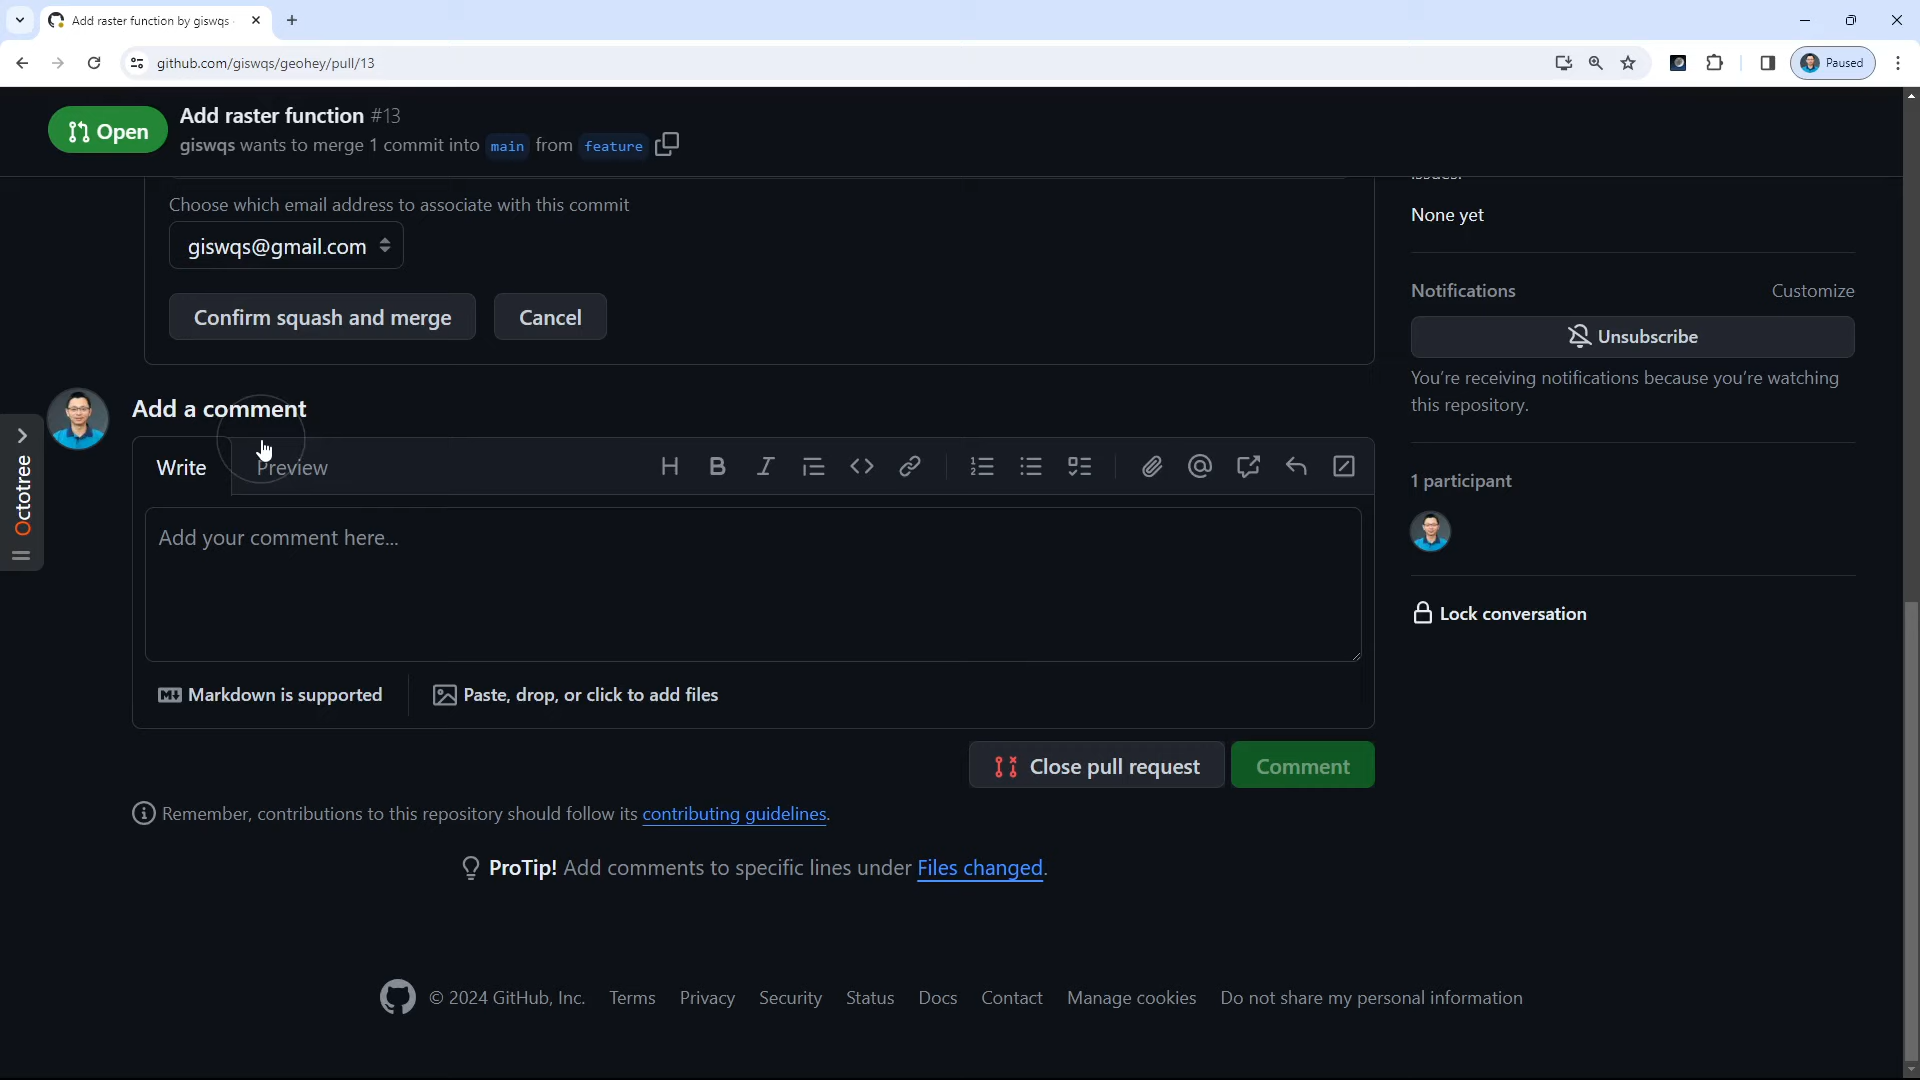 Add raster function by giswqs
github.com/giswqs/geohey/pull/13
Paused
Open
Add raster function #13
giswqs wants to merge 1 commit into main from feature
Choose which email address to associate with this commit
giswqs@gmail.com
Confirm squash and merge
Cancel
issues.
None yet
Notifications
Customize
Unsubscribe
You're receiving notifications because you're watching
this repository.
1 participant
Lock conversation
Octotree
Add a comment
Write
Preview
Add your comment here...
Markdown is supported
Paste, drop, or click to add files
Close pull request
Comment
Remember, contributions to this repository should follow its contributing guidelines.
ProTip! Add comments to specific lines under Files changed.
© 2024 GitHub, Inc.
Terms
Privacy
Security
Status
Docs
Contact
Manage cookies
Do not share my personal information